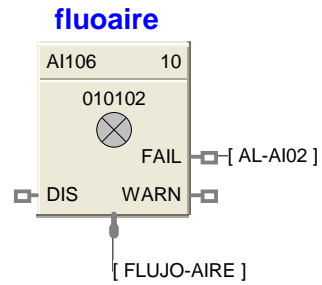 fluoaire
AI106 10
010102
FAIL [ AL-AI02 ]
DIS WARN
[ FLUJO-AIRE ]